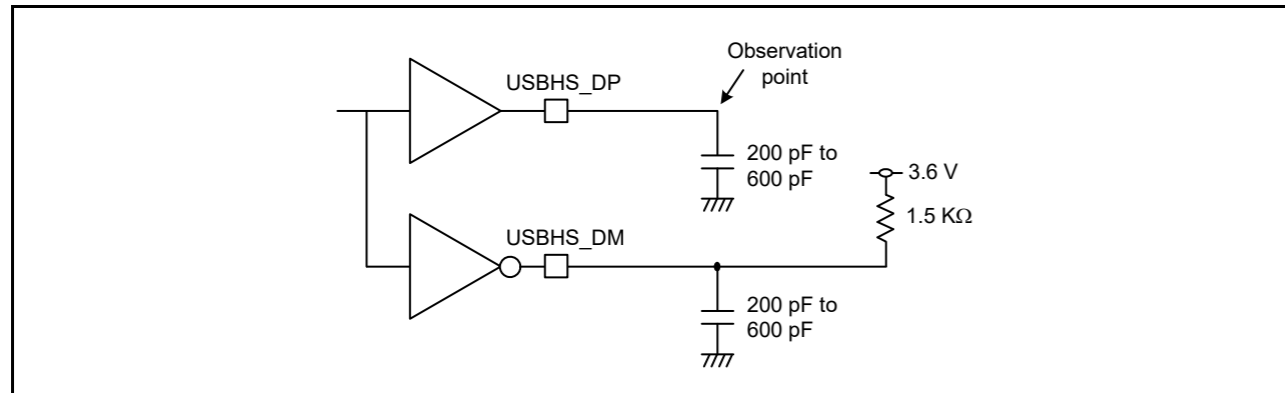 Observation
point
USBHS_DP
200 pF to
600 pF
3.6 V
1.5 KΩ
USBHS_DM
200 pF to
600 pF